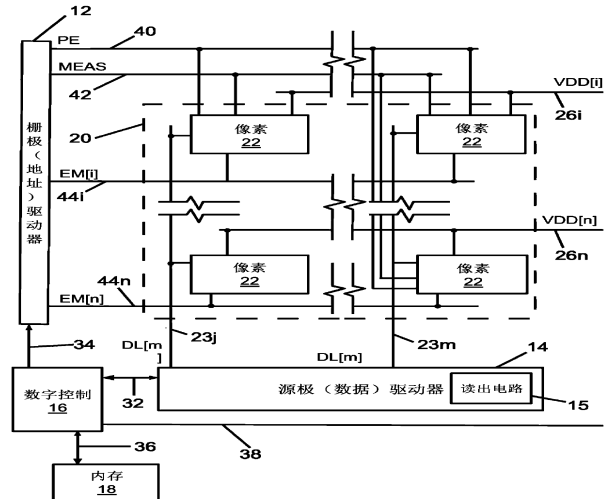 12
PE
40
MEAS
42
VDD[i]
26i
20
像素
22
像素
22
栅极(地址)驱动器
EM[i]
44i
VDD[n]
26n
像素
22
像素
22
44n
EM[n]
34
23j
23m
14
DL[m
]
DL[m]
数字控制
16
32
源极(数据)驱动器
读出电路
15
36
38
内存
18